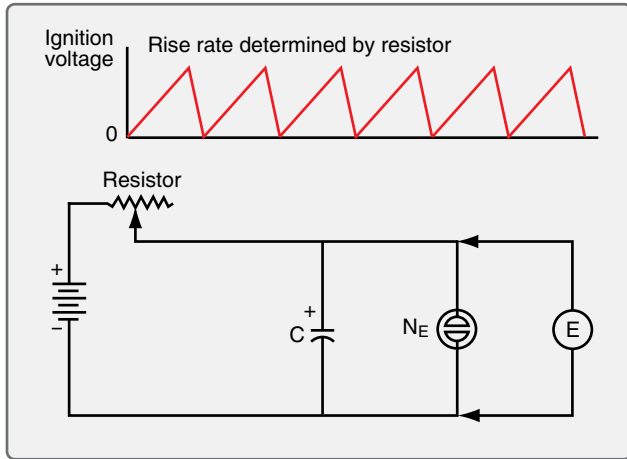 Ignition
voltage
Rise rate determined by resistor
0
Resistor
+
−
+
C
NE
E